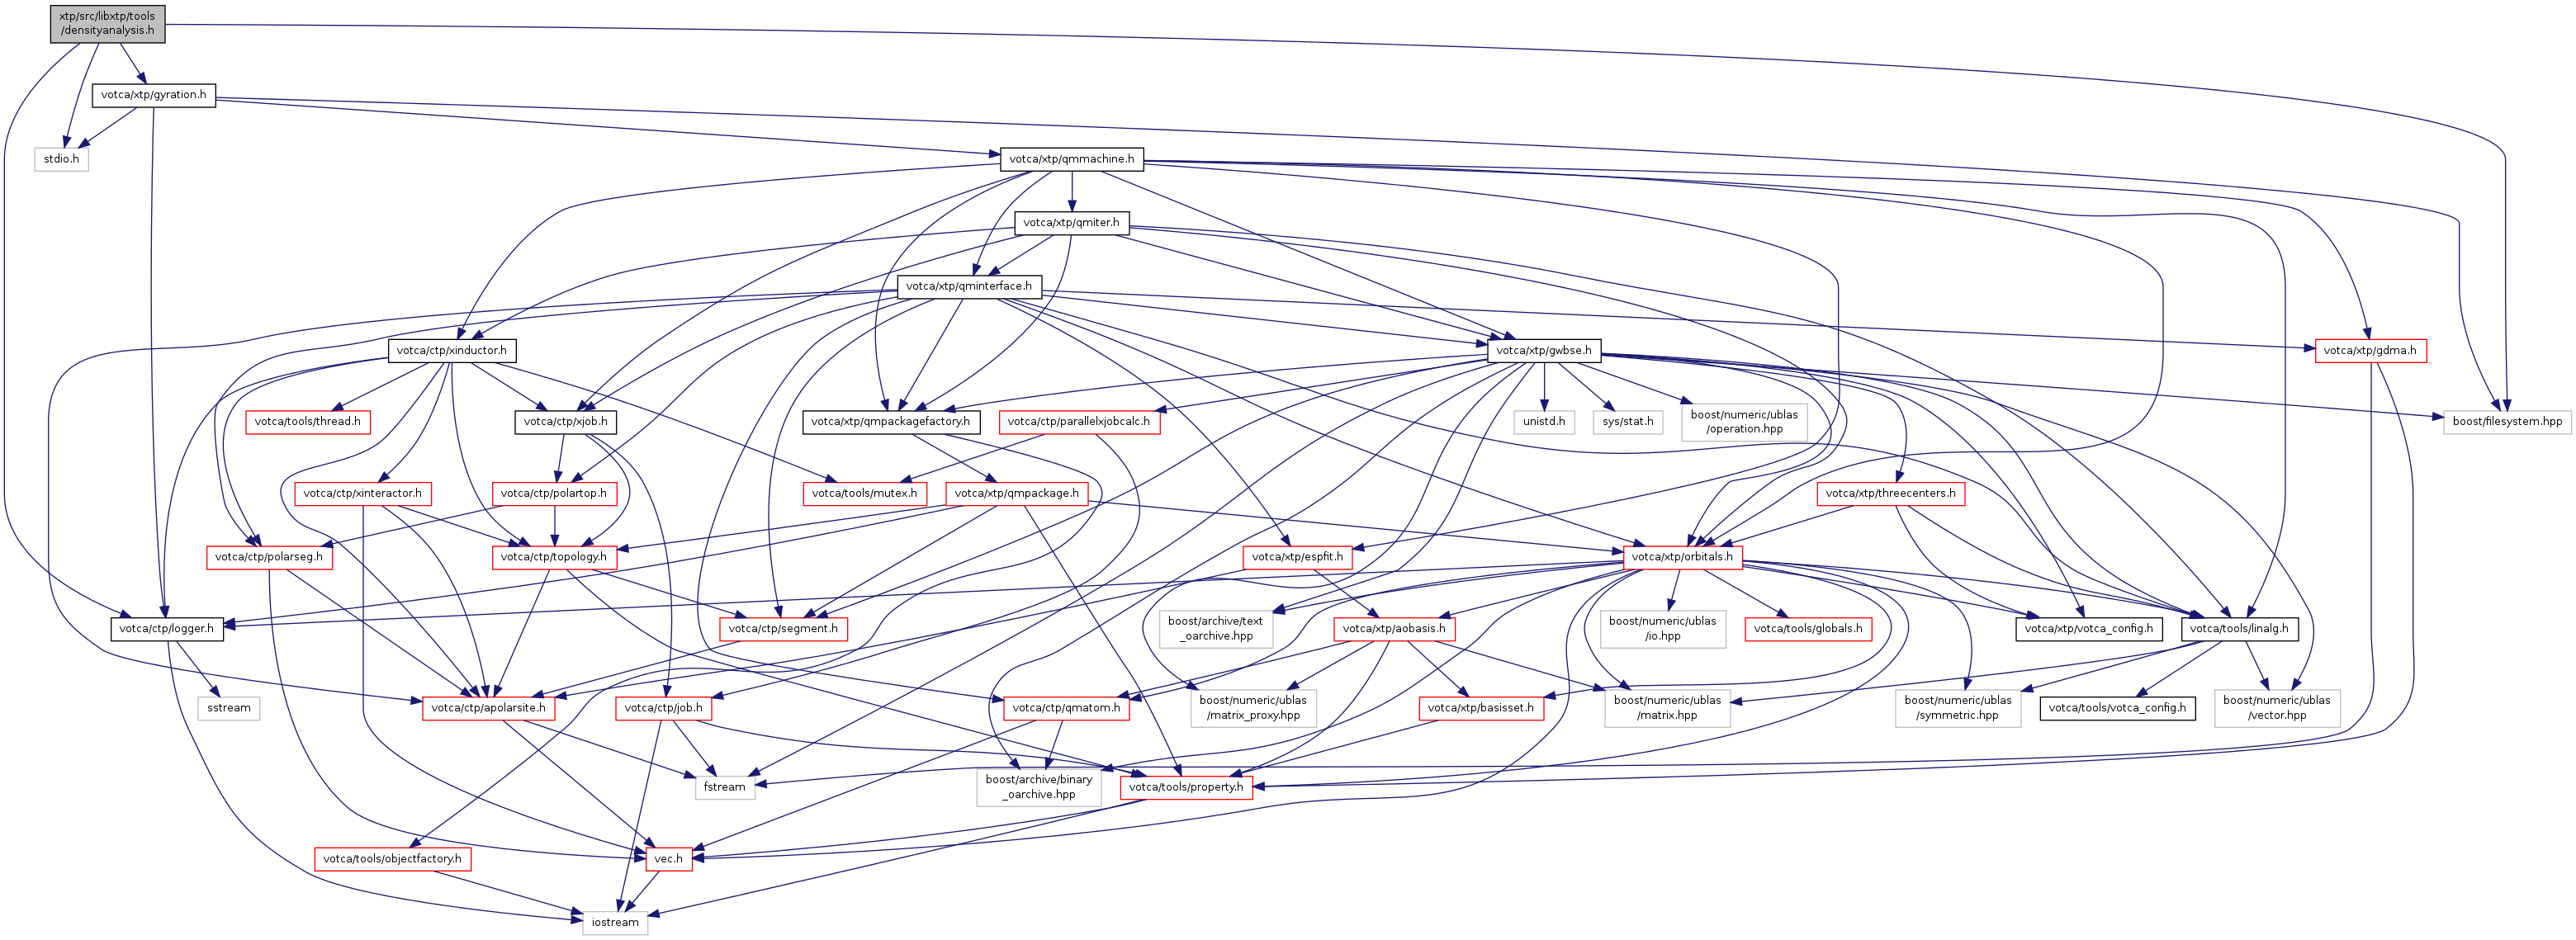 xtp/src/libxtp/tools
/densityanalysis.h
votca/xtp/gyration.h
stdio.h
votca/xtp/qmmachine.h
votca/xtp/qmiter.h
votca/xtp/qminterface.h
votca/ctp/xinductor.h
votca/xtp/gwbse.h
votca/xtp/gdma.h
votca/tools/thread.h
votca/ctp/xjob.h
votca/xtp/qmpackagefactory.h
votca/ctp/parallelxjobcalc.h
unistd.h
sys/stat.h
boost/numeric/ublas
/operation.hpp
boost/filesystem.hpp
votca/ctp/xinteractor.h
votca/ctp/polartop.h
votca/tools/mutex.h
votca/xtp/qmpackage.h
votca/xtp/threecenters.h
votca/ctp/polarseg.h
votca/ctp/topology.h
votca/xtp/espfit.h
votca/xtp/orbitals.h
votca/ctp/logger.h
votca/ctp/segment.h
boost/archive/text
_oarchive.hpp
votca/xtp/aobasis.h
boost/numeric/ublas
/io.hpp
votca/tools/globals.h
votca/xtp/votca_config.h
votca/tools/linalg.h
sstream
votca/ctp/apolarsite.h
votca/ctp/job.h
votca/ctp/qmatom.h
boost/numeric/ublas
/matrix_proxy.hpp
votca/xtp/basisset.h
boost/numeric/ublas
/matrix.hpp
boost/numeric/ublas
/symmetric.hpp
votca/tools/votca_config.h
boost/numeric/ublas
/vector.hpp
fstream
boost/archive/binary
_oarchive.hpp
votca/tools/property.h
votca/tools/objectfactory.h
vec.h
iostream